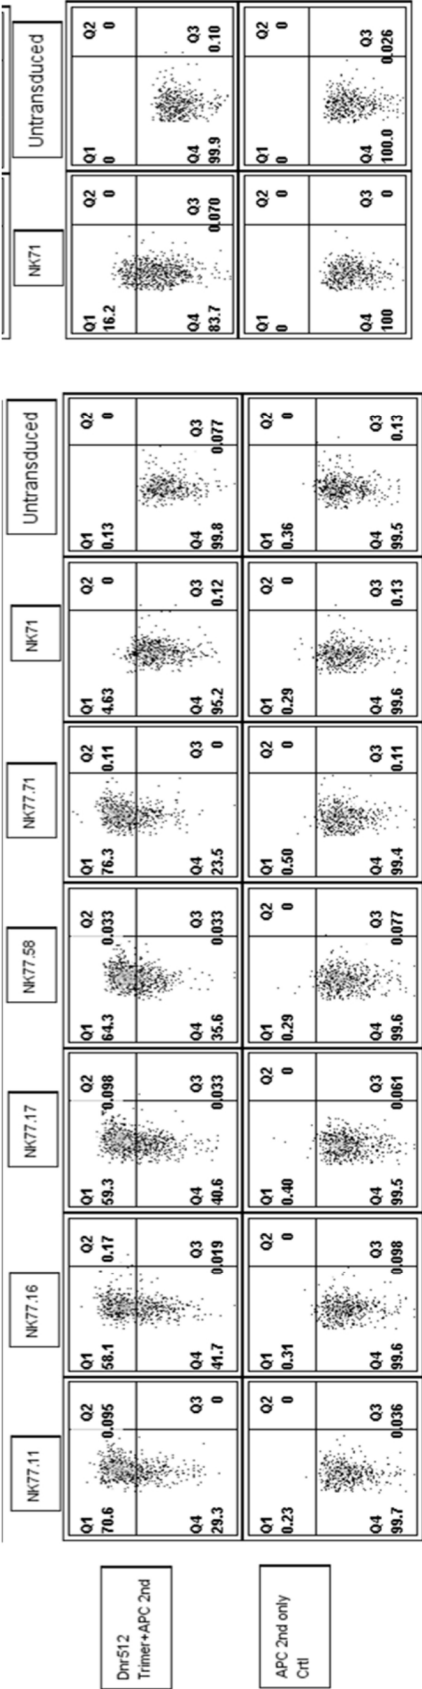 NK77.11
NK77.16
NK77.17
NK77.58
NK77.71
NK71
Untransduced
NK71
Untransduced
Dnr512
Trimer+APC 2nd
Q1
70.6
Q2
0.095
Q3
0
Q4
29.3
Q1
58.1
Q2
0.17
Q3
0.019
Q4
41.7
Q1
59.3
Q2
0.098
Q3
0.033
Q4
40.6
Q1
64.3
Q2
0.033
Q3
0.033
Q4
35.6
Q1
76.3
Q2
0.11
Q3
0
Q4
23.5
Q1
4.63
Q2
0
Q3
0.12
Q4
95.2
Q1
0.13
Q2
0
Q3
0.077
Q4
99.8
Q1
16.2
Q2
0
Q3
0.070
Q4
83.7
Q1
0
Q2
0
Q3
0.10
Q4
99.9
APC 2nd only
Crtl
Q1
0.23
Q2
0
Q3
0.036
Q4
99.7
Q1
0.31
Q2
0
Q3
0.098
Q4
99.6
Q1
0.40
Q2
0
Q3
0.061
Q4
99.5
Q1
0.29
Q2
0
Q3
0.077
Q4
99.6
Q1
0.50
Q2
0
Q3
0.11
Q4
99.4
Q1
0.29
Q2
0
Q3
0.13
Q4
99.6
Q1
0.36
Q2
0
Q3
0.13
Q4
99.5
Q1
0
Q2
0
Q3
0
Q4
100
Q1
0
Q2
0
Q3
0.026
Q4
100.0